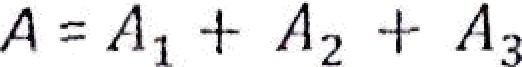 A = A₁ + A₂ + A₃